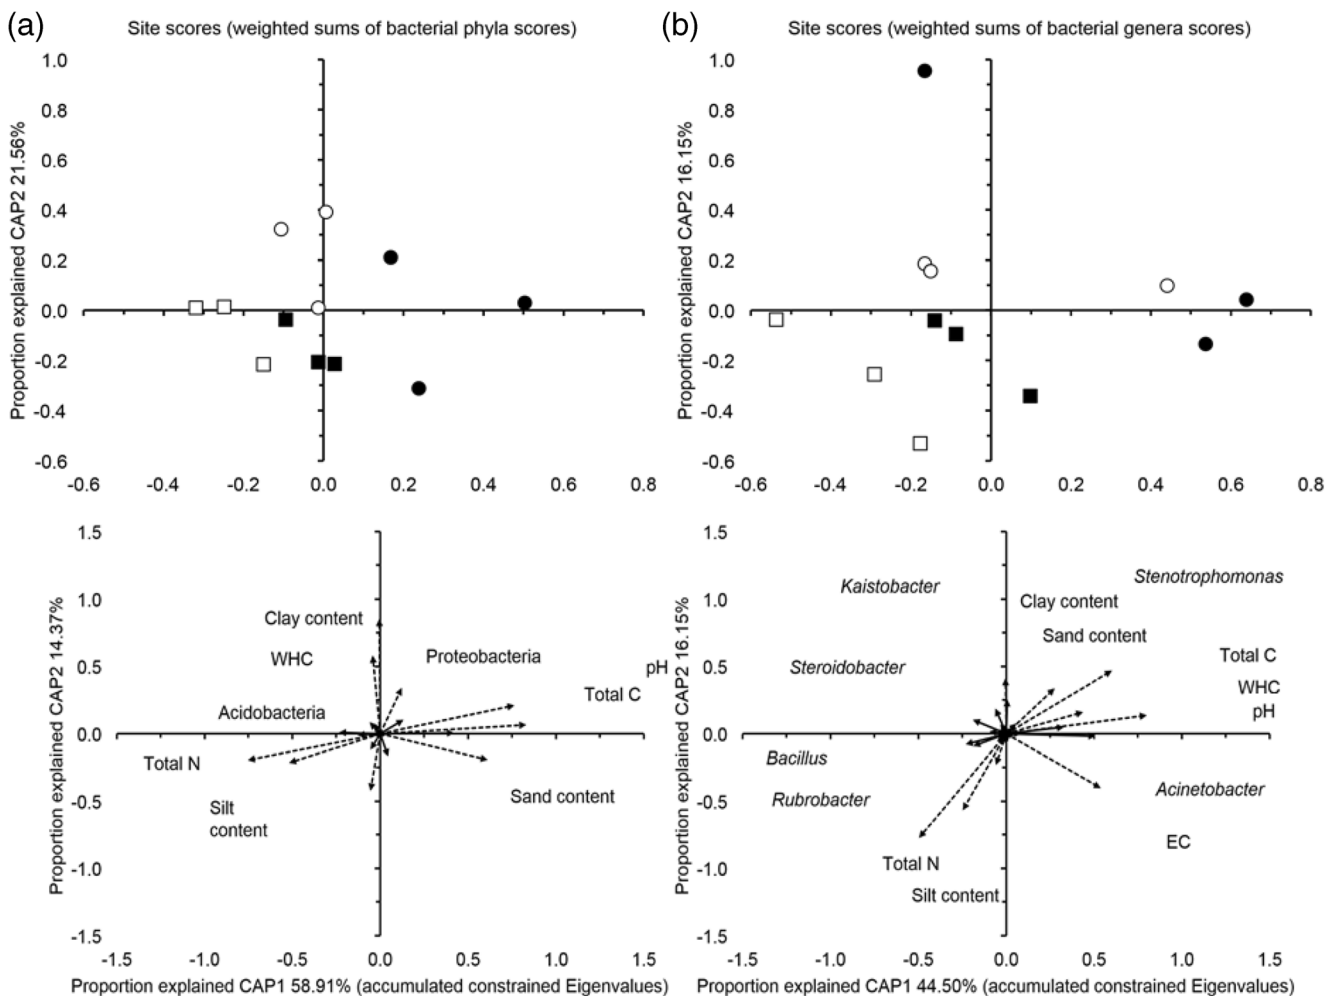 (a)
Site scores (weighted sums of bacterial phyla scores)
Proportion explained CAP2 21.56%
1.0
0.8
0.6
0.4
0.2
0.0
-0.2
-0.4
-0.6
-0.6 -0.4 -0.2 0.0 0.2 0.4 0.6 0.8
(b)
Site scores (weighted sums of bacterial genera scores)
Proportion explained CAP2 16.15%
1.0
0.8
0.6
0.4
0.2
0.0
-0.2
-0.4
-0.6
-0.6 -0.4 -0.2 0.0 0.2 0.4 0.6 0.8
Proportion explained CAP2 14.37%
1.5
1.0
0.5
0.0
-0.5
-1.0
-1.5
Clay content
WHC
Proteobacteria
pH
Total C
Acidobacteria
Total N
Silt
content
Sand content
-1.5 -1.0 -0.5 0.0 0.5 1.0 1.5
Proportion explained CAP1 58.91% (accumulated constrained Eigenvalues)
Proportion explained CAP2 16.15%
1.5
1.0
0.5
0.0
-0.5
-1.0
-1.5
Kaistobacter
Stenotrophomonas
Clay content
Sand content
Steroidobacter
Total C
WHC
pH
Bacillus
Rubrobacter
Acinetobacter
EC
Total N
Silt content
-1.5 -1.0 -0.5 0.0 0.5 1.0 1.5
Proportion explained CAP1 44.50% (accumulated constrained Eigenvalues)